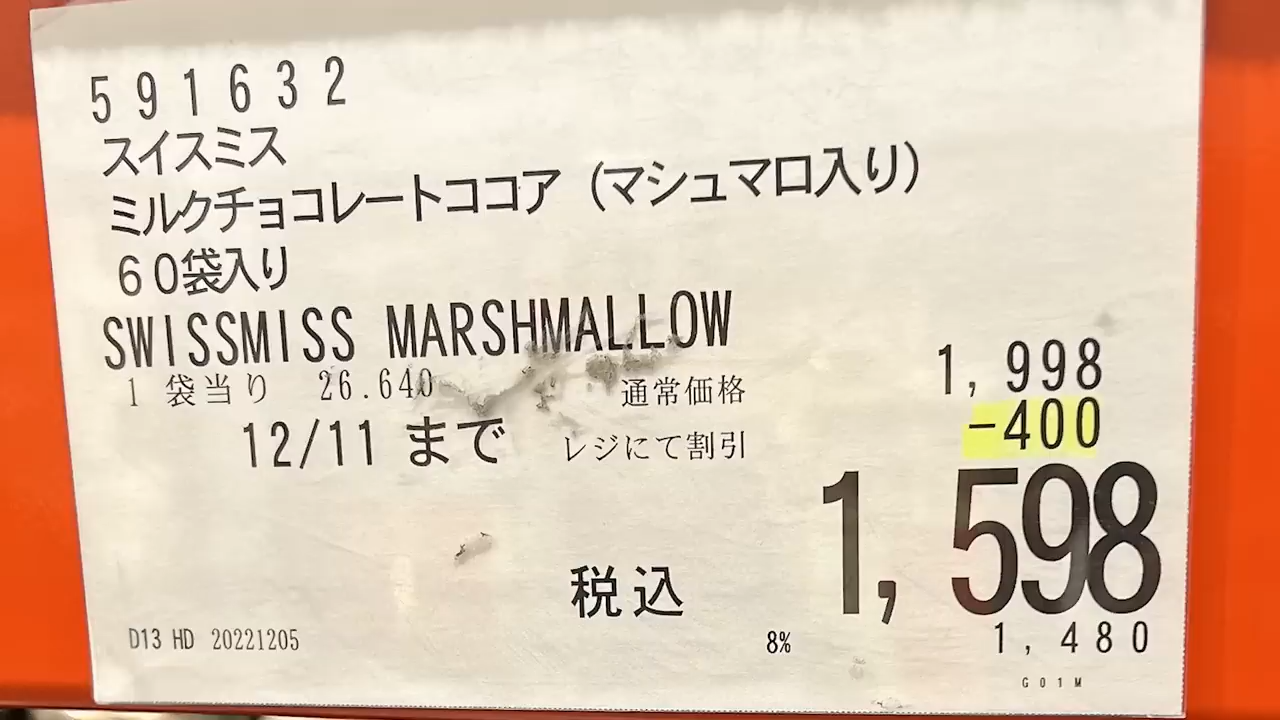 591632
スイスミス
ミルクチョコレートココア（マシュマロ入り）
60袋入り
SWISSMISS MARSHMALLOW
1 袋当り 26.640
通常価格 1,998
12/11 まで レジにて割引 -400
1,598
税込
D13 HD 20221205 8% 1,480
G01M